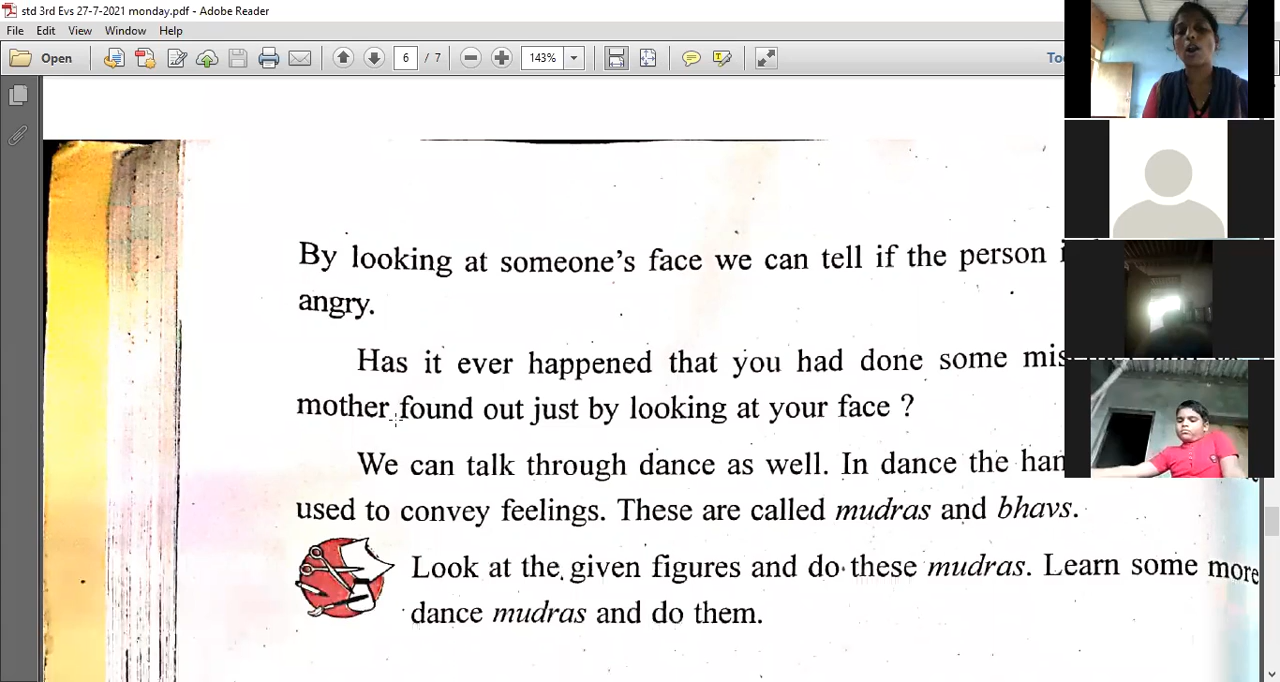 std 3rd Evs 27-7-2021 monday.pdf - Adobe Reader
File Edit View Window Help
Open 6 / 7 143%
By looking at someone's face we can tell if the person
angry.
Has it ever happened that you had done some
mother found out just by looking at your face ?
We can talk through dance as well. In dance the
used to convey feelings. These are called mudras and bhavs.
Look at the given figures and do these mudras. Learn some more
dance mudras and do them.